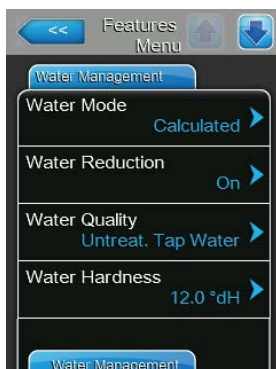 <<
Features
Menu
Water Management
Water Mode
Calculated
Water Reduction
On
Water Quality
Untreat. Tap Water
Water Hardness
12.0 °dH
Water Management